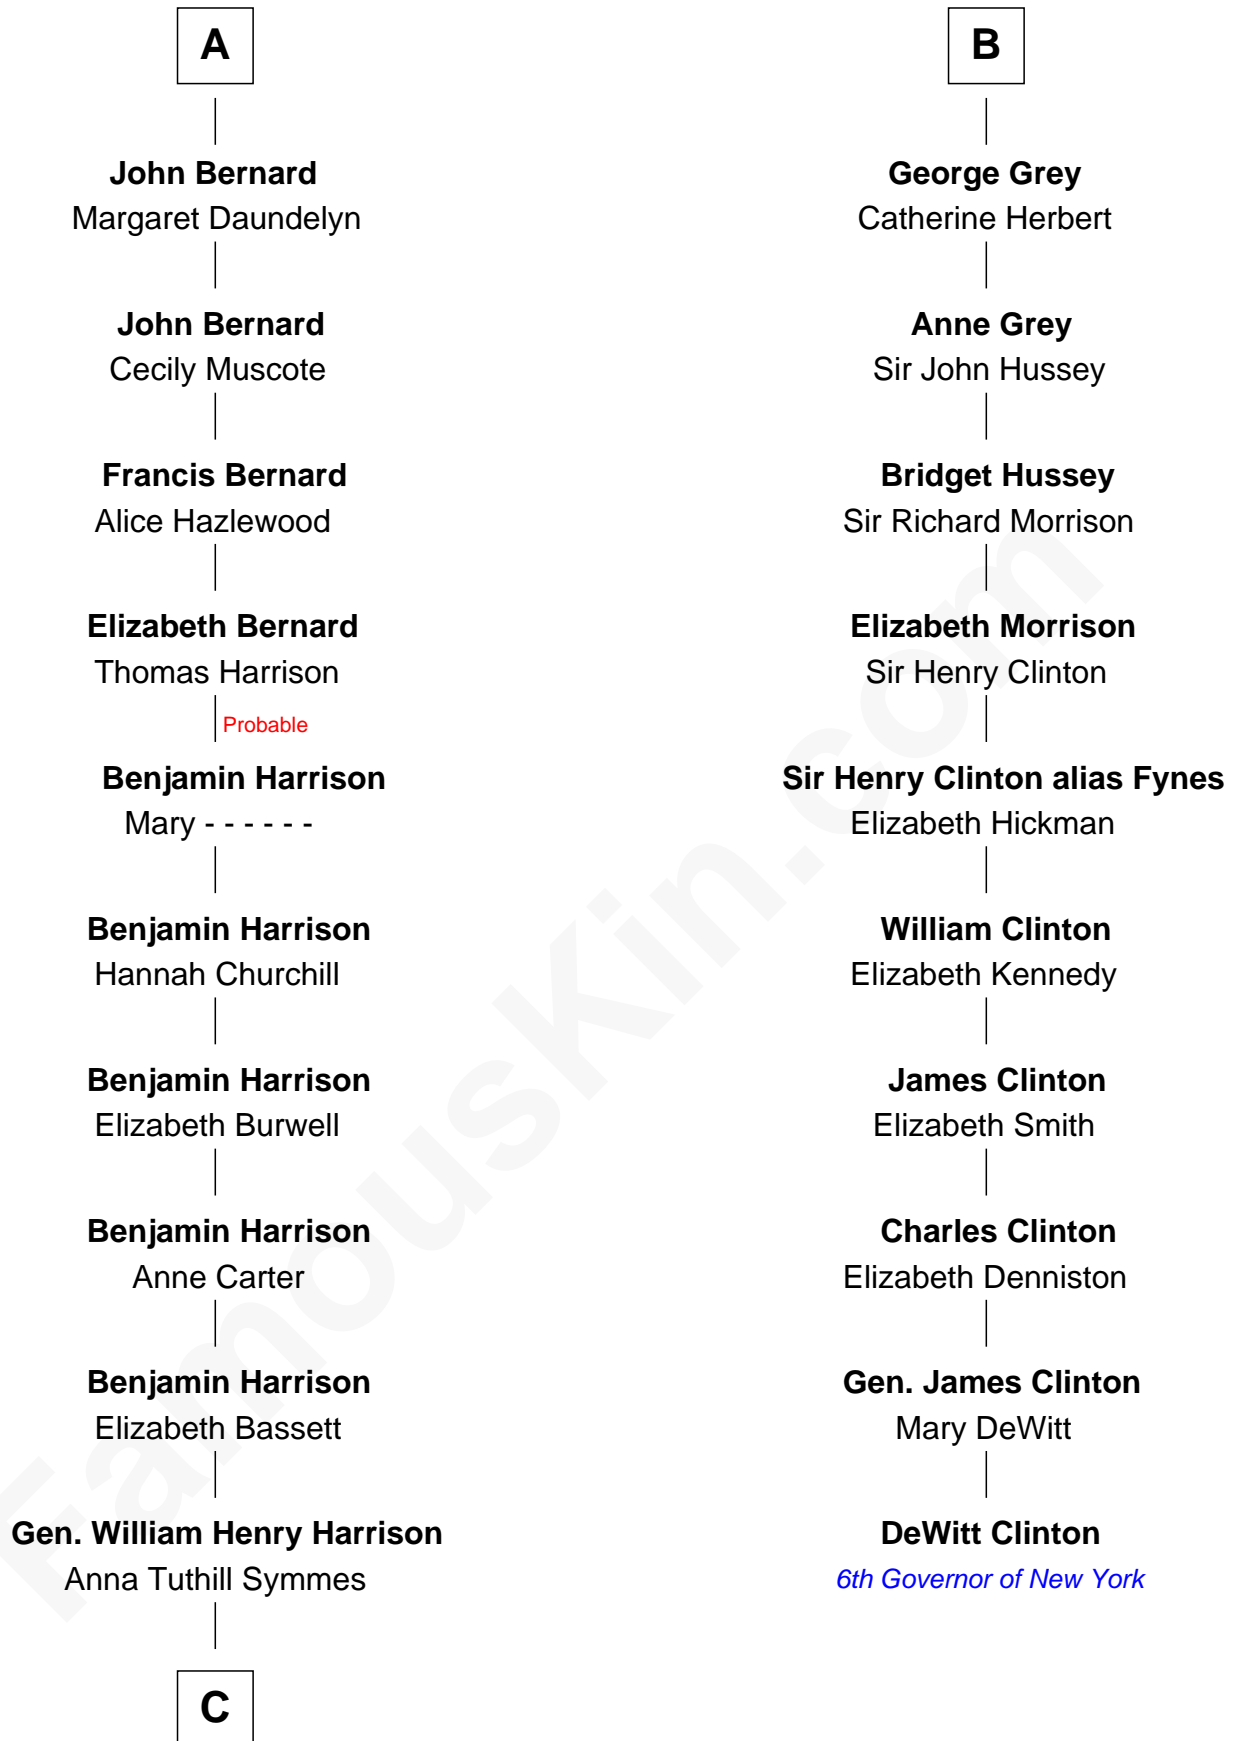 A
John Bernard
Margaret Daundelyn
John Bernard
Cecily Muscote
Francis Bernard
Alice Hazlewood
Elizabeth Bernard
Thomas Harrison
Probable
Benjamin Harrison
Mary - - - - - -
Benjamin Harrison
Hannah Churchill
Benjamin Harrison
Elizabeth Burwell
Benjamin Harrison
Anne Carter
Benjamin Harrison
Elizabeth Bassett
Gen. William Henry Harrison
Anna Tuthill Symmes
C
B
George Grey
Catherine Herbert
Anne Grey
Sir John Hussey
Bridget Hussey
Sir Richard Morrison
Elizabeth Morrison
Sir Henry Clinton
Sir Henry Clinton alias Fynes
Elizabeth Hickman
William Clinton
Elizabeth Kennedy
James Clinton
Elizabeth Smith
Charles Clinton
Elizabeth Denniston
Gen. James Clinton
Mary DeWitt
DeWitt Clinton
6th Governor of New York
FamousKin.com